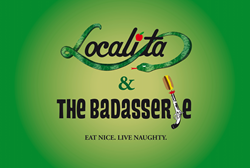 Localita
&
THE BADASSERIE
EAT NICE. LIVE NAUGHTY.